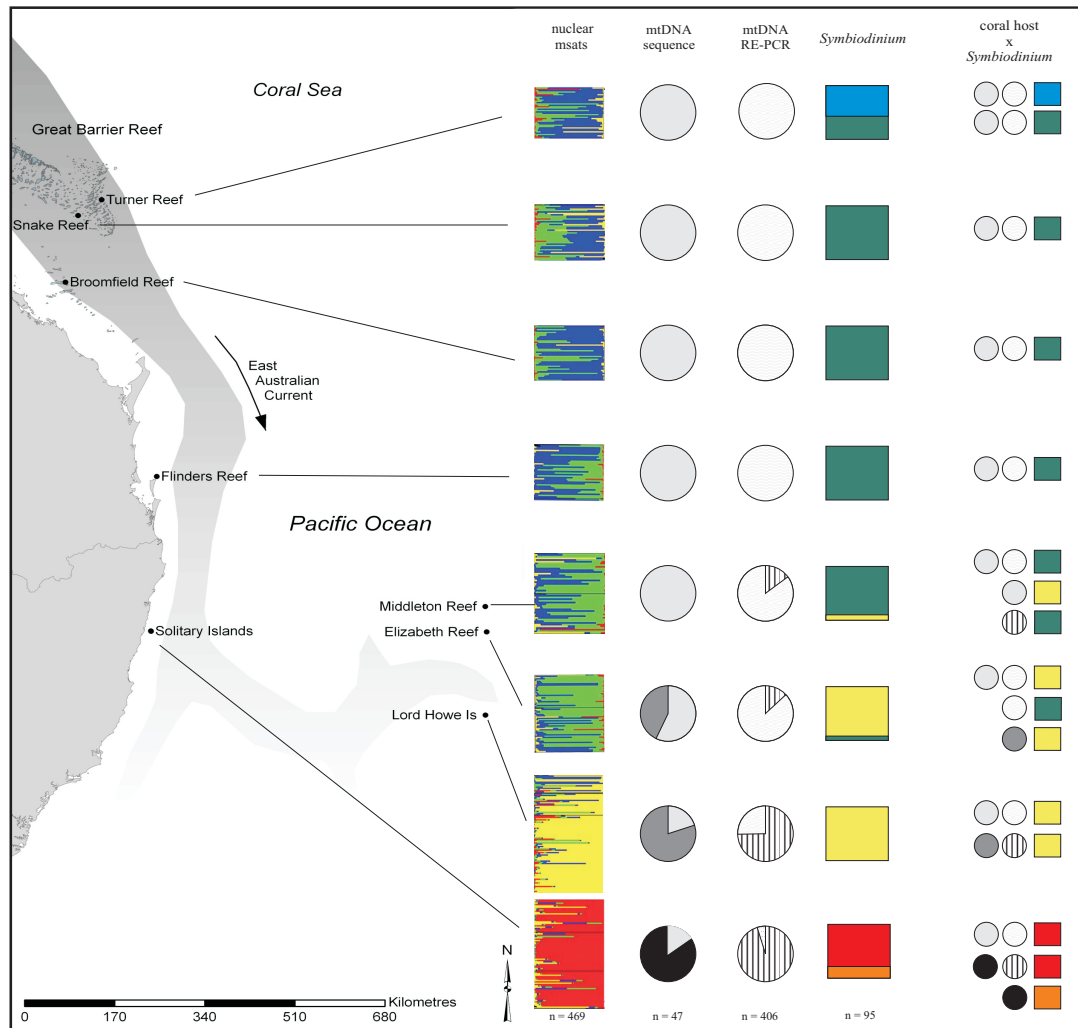 nuclear
msats
mtDNA
sequence
mtDNA
RE-PCR
Symbiodinium
coral host
x
Symbiodinium
Coral Sea
Great Barrier Reef
Turner Reef
Snake Reef
Broomfield Reef
East
Australian
Current
Flinders Reef
Pacific Ocean
Middleton Reef
Elizabeth Reef
Solitary Islands
Lord Howe Is
N
Kilometres
0 170 340 510 680
n = 469
n = 47
n = 406
n = 95